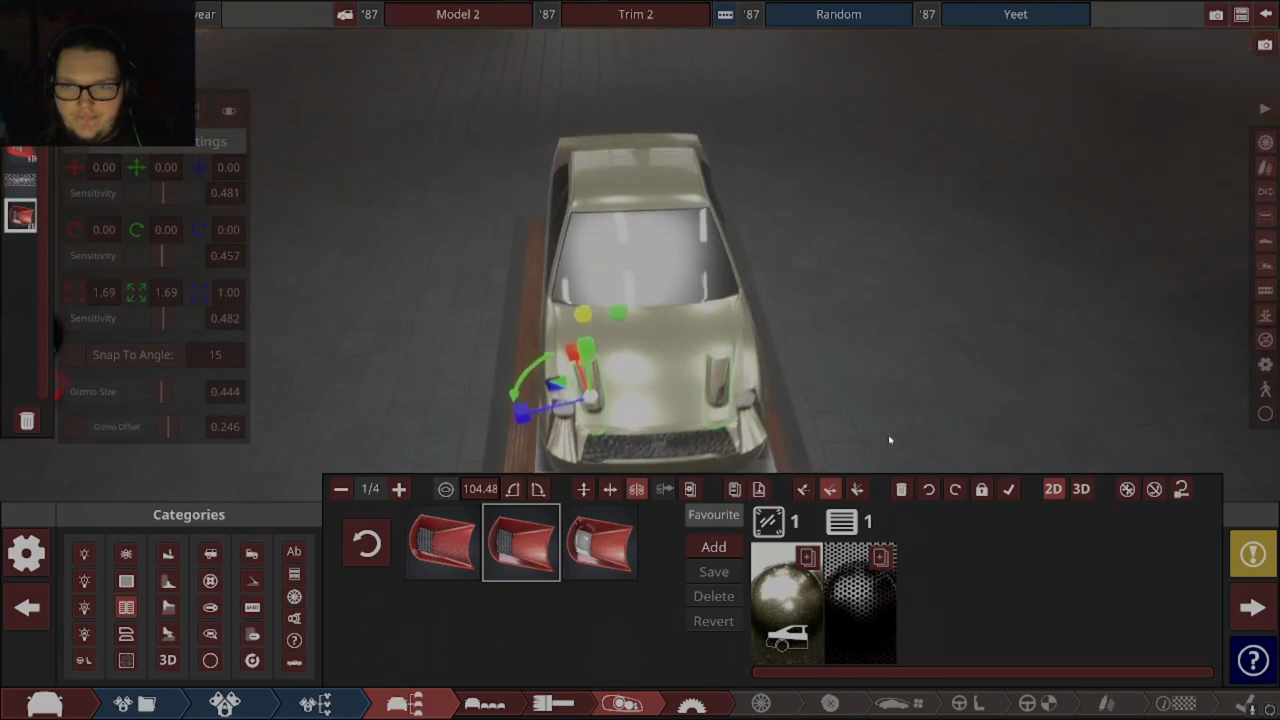 year '87 Model 2 '87 Trim 2 '87 Random '87 Yeet
tings
0.00 0.00 0.00
Sensitivity 0.481
0.00 0.00 0.00
Sensitivity 0.457
1.69 1.69 1.00
Sensitivity 0.482
Snap To Angle: 15
Gizmo Size 0.444
Gizmo Offset 0.246
1/4 104.48 2D 3D
Categories
Favourite 1 1
Add
Save
Delete
Revert
Ab
L 3D